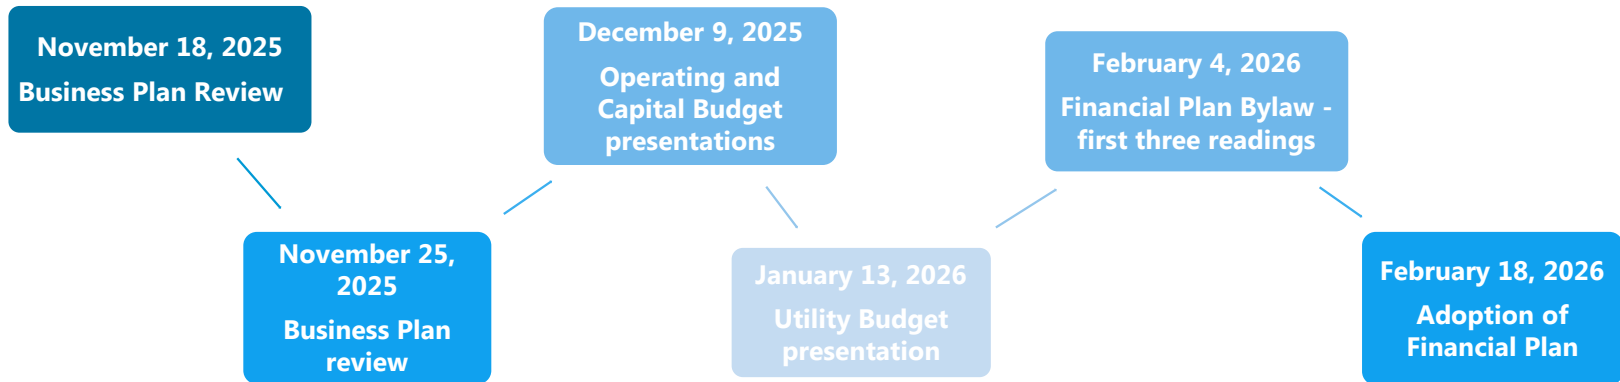 November 18, 2025
Business Plan Review
November 25,
2025
Business Plan
review
December 9, 2025
Operating and
Capital Budget
presentations
January 13, 2026
Utility Budget
presentation
February 4, 2026
Financial Plan Bylaw -
first three readings
February 18, 2026
Adoption of
Financial Plan